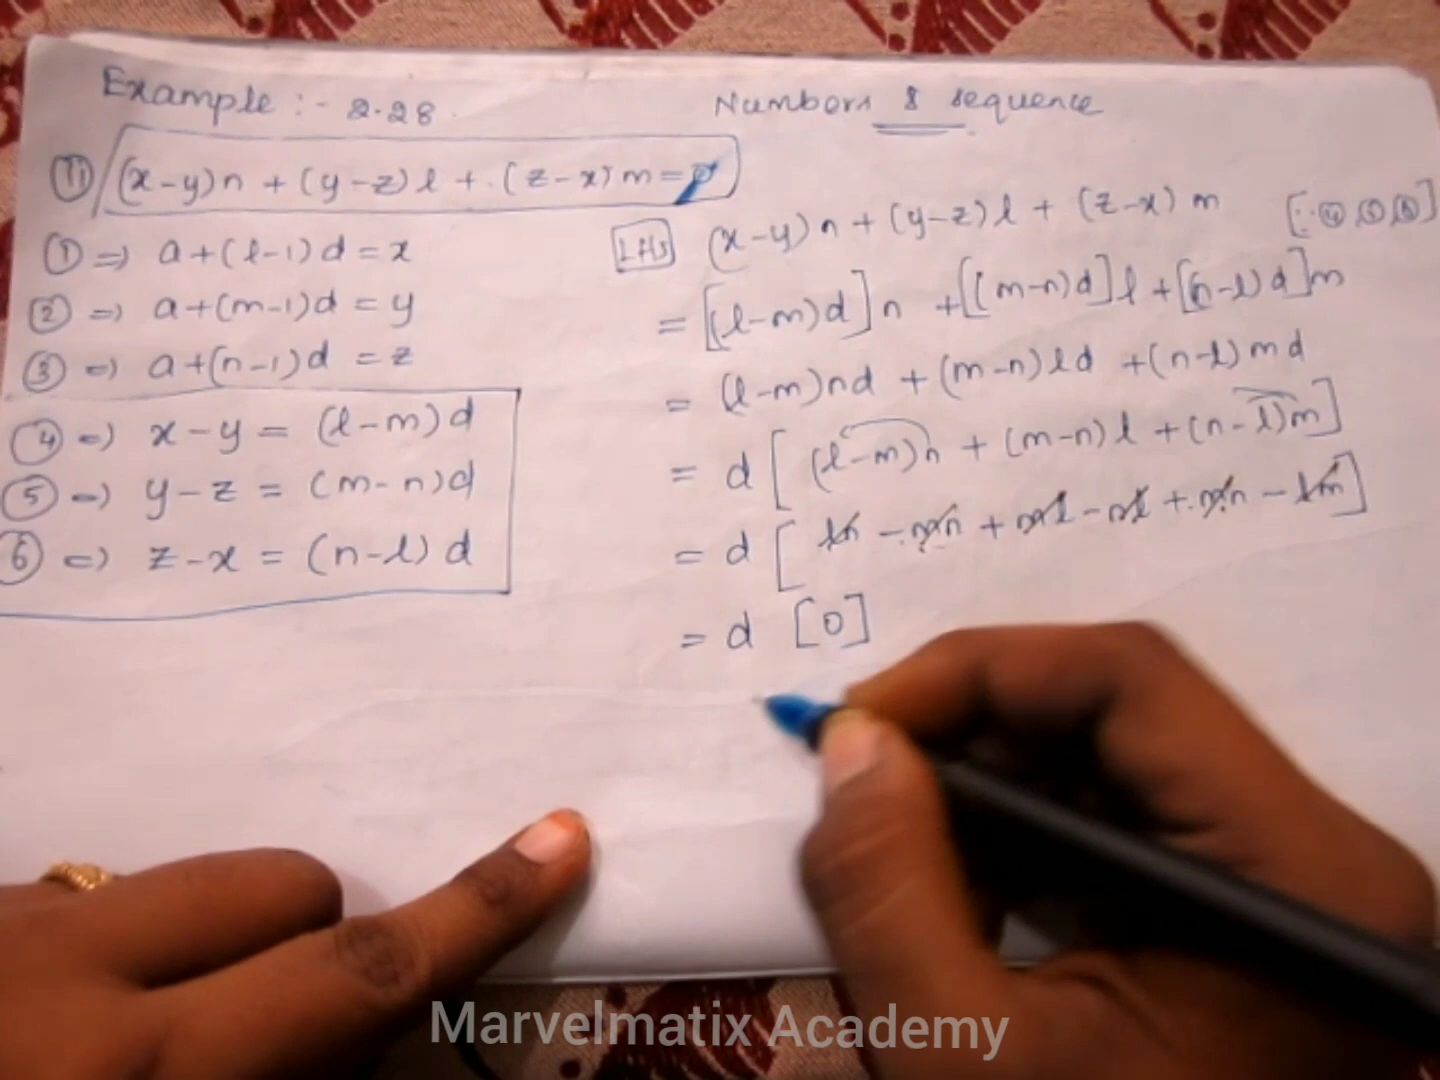 Example :- 2.28.
Numbers & sequence
(ii) (x-y)n + (y-z)l + (z-x)m = 0
① => a+(l-1)d = x
② => a+(m-1)d = y
③ => a+(n-1)d = z
④ => x-y = (l-m)d
⑤ => y-z = (m-n)d
⑥ => z-x = (n-l)d
LHS (x-y)n + (y-z)l + (z-x)m [∵ ④,⑤,⑥]
= [(l-m)d]n + [(m-n)d]l + [(n-l)d]m
= (l-m)nd + (m-n)ld + (n-l)md
= d [(l-m)n + (m-n)l + (n-l)m]
= d [ln - mn + ml - nl + mn - lm]
= d [0]
Marvelmatix Academy